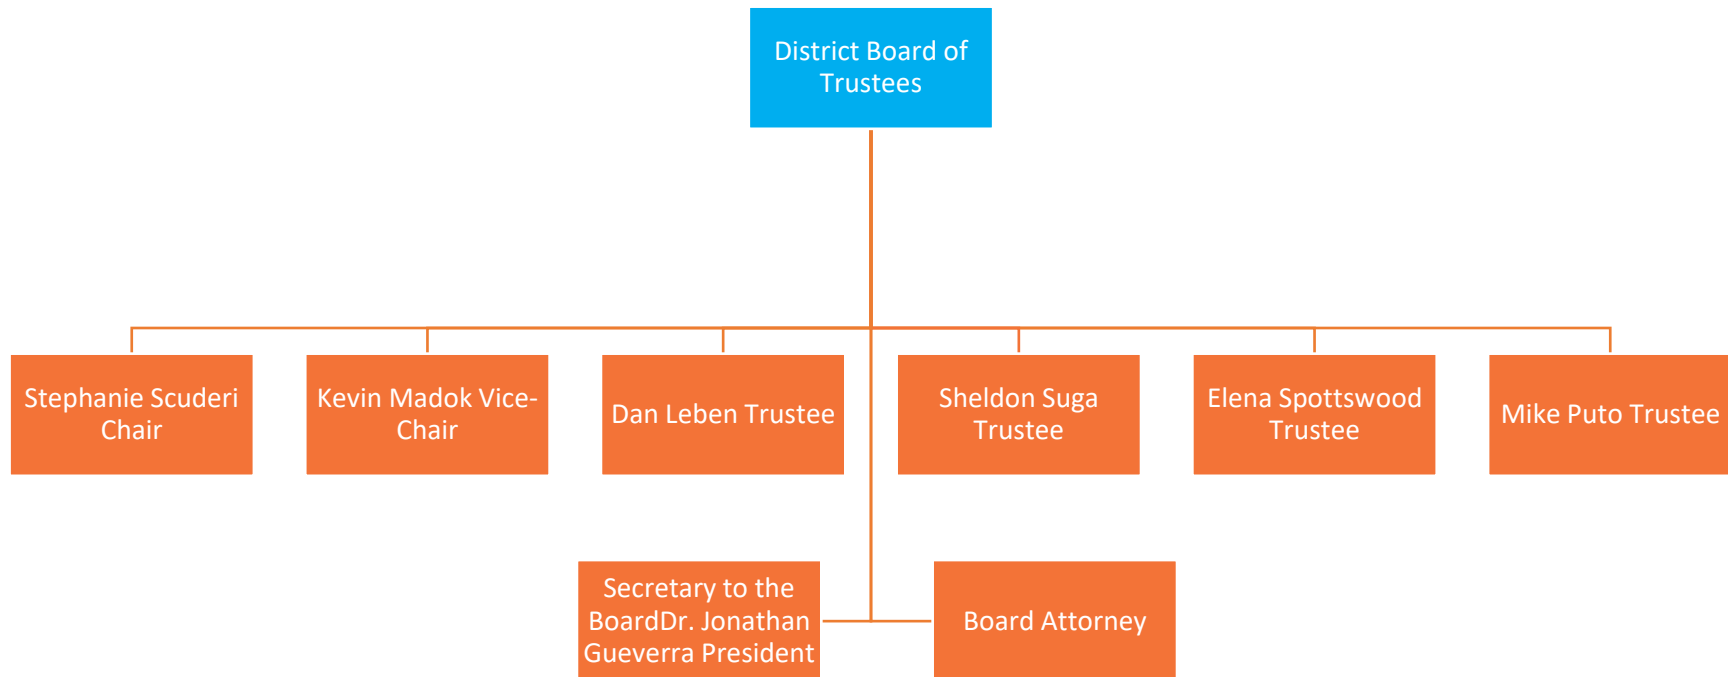 District Board of
Trustees
Stephanie Scuderi
Chair
Kevin Madok Vice-
Chair
Dan Leben Trustee
Sheldon Suga
Trustee
Elena Spottswood
Trustee
Mike Puto Trustee
Secretary to the
BoardDr. Jonathan
Gueverra President
Board Attorney